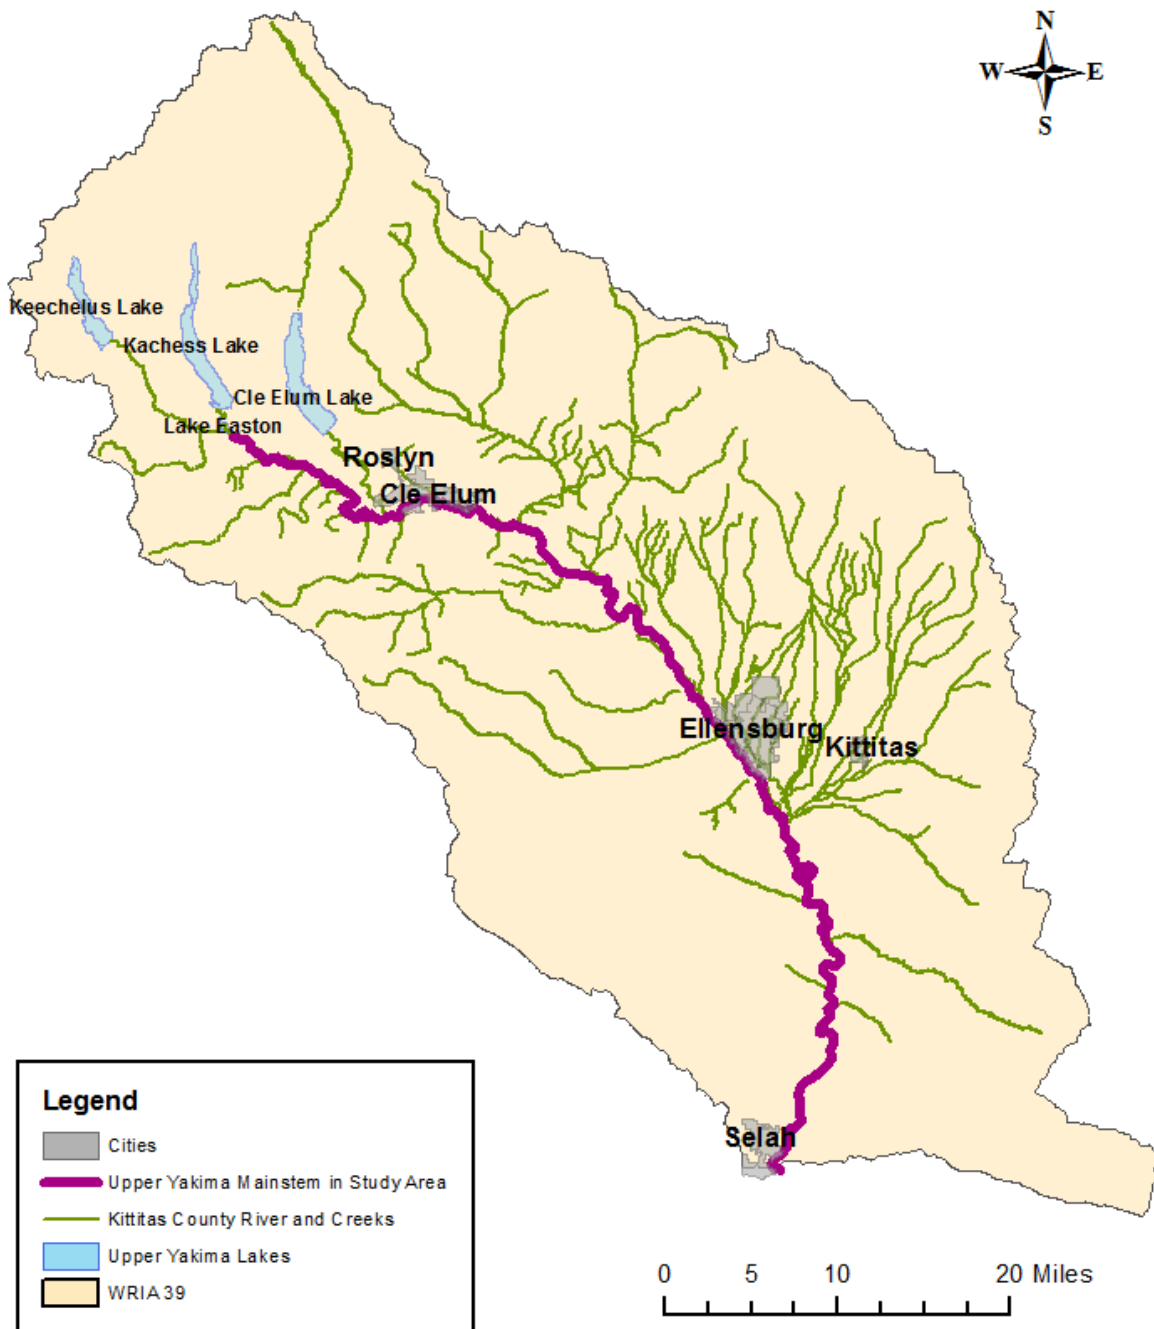 N
W E
S
Keechelus Lake
Kachess Lake
Cle Elum Lake
Lake Easton
Roslyn
Cle Elum
Ellensburg
Kittitas
Selah
Legend
Cities
Upper Yakima Mainstem in Study Area
Kittitas County River and Creeks
Upper Yakima Lakes
WRIA 39
0 5 10 20 Miles